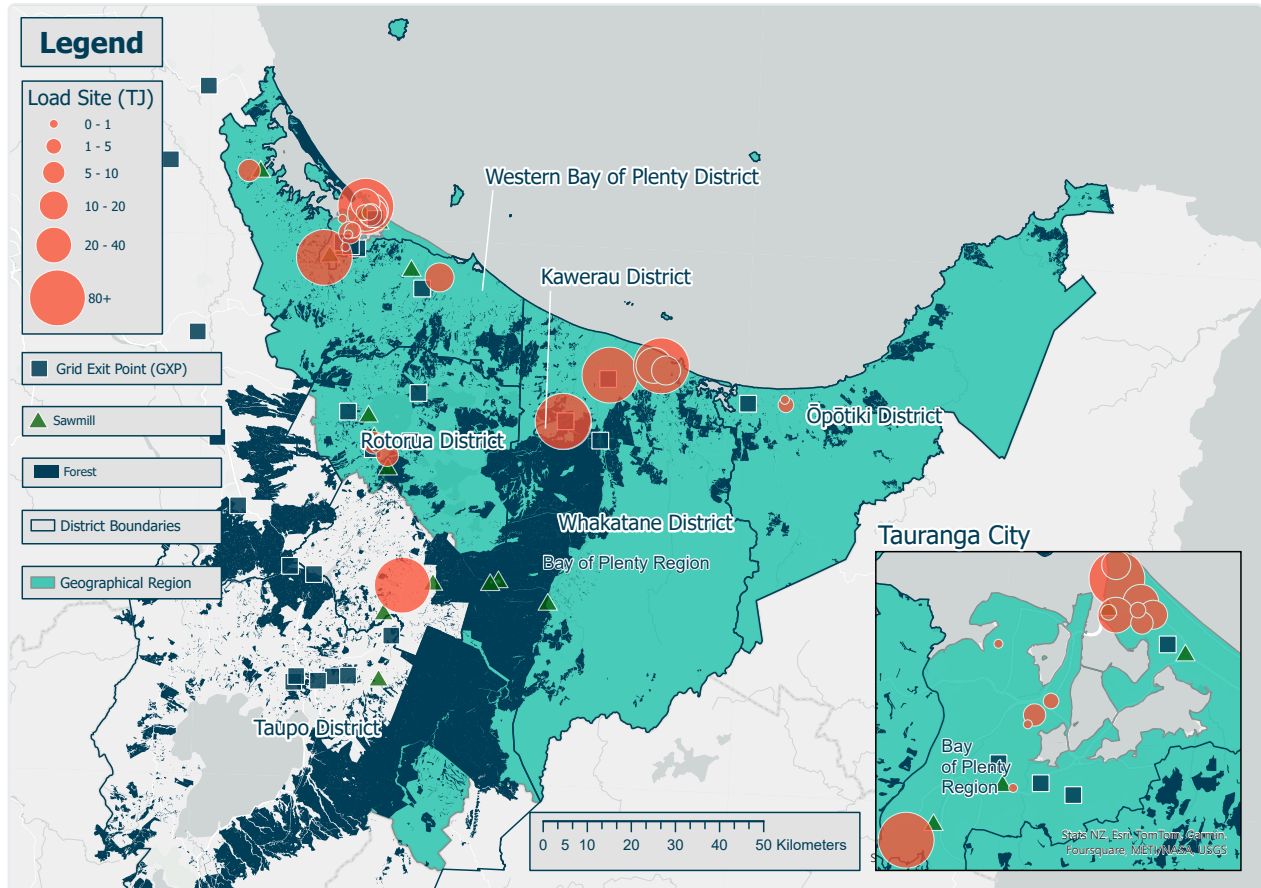 Legend
Load Site (TJ)
0 - 1
1 - 5
5 - 10
10 - 20
20 - 40
80+
Grid Exit Point (GXP)
Sawmill
Forest
District Boundaries
Geographical Region
Western Bay of Plenty District
Kawerau District
Ōpōtiki District
Rotorua District
Whakatane District
Bay of Plenty Region
Taupo District
Tauranga City
Bay
of Plenty
Region
Stats NZ, Esri, TomTom, Garmin,
Foursquare, METI/NASA, USGS
0 5 10 20 30 40 50 Kilometers